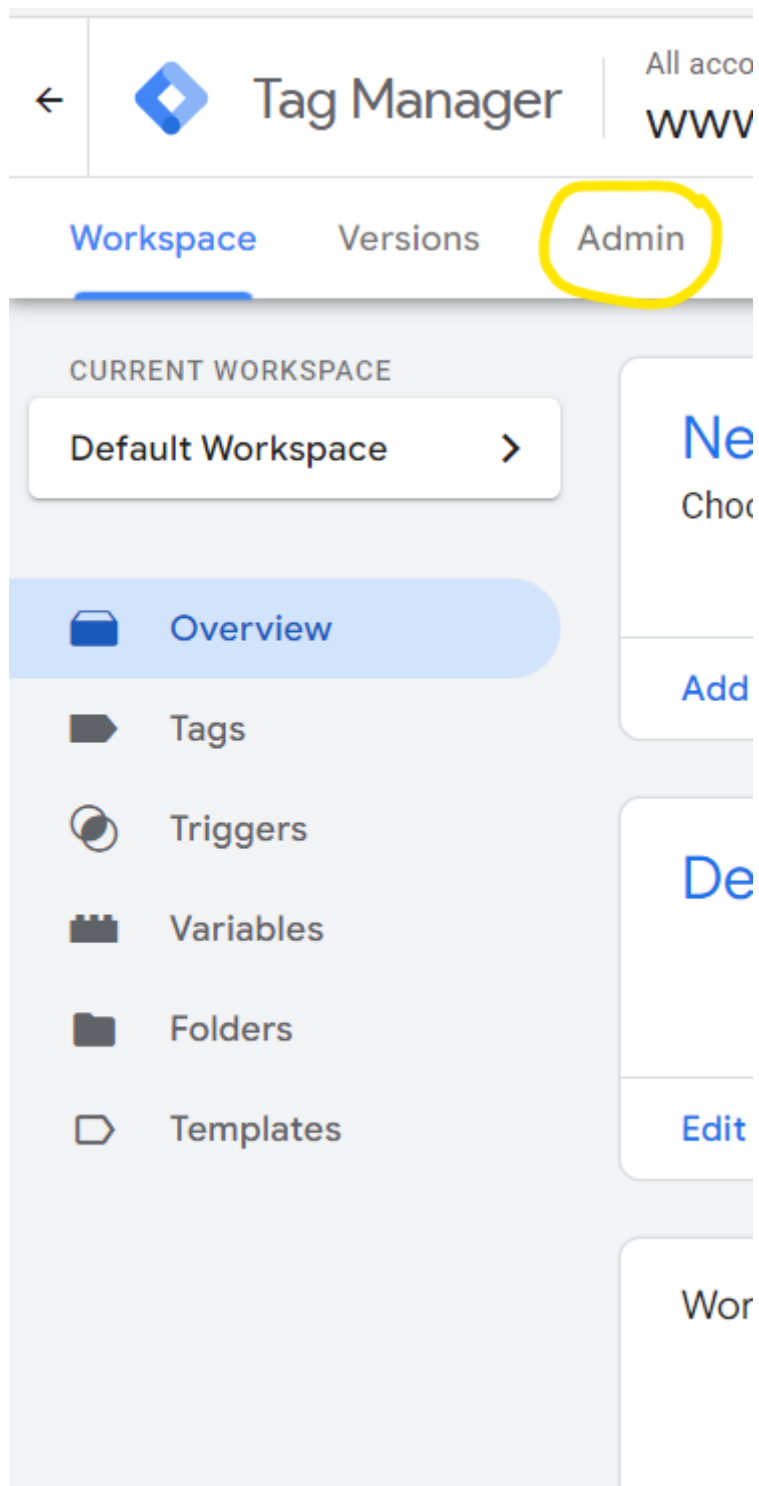 All acco
Tag Manager
www
Workspace Versions Admin
CURRENT WORKSPACE
Default Workspace
Ne
Choo
Overview
Add
Tags
Triggers
De
Variables
Folders
Templates
Edit
Wor